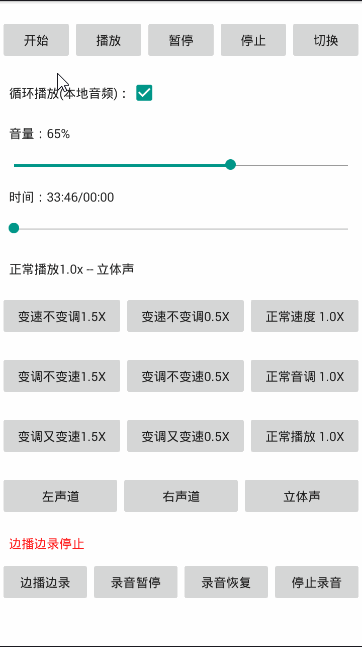 开始 播放 暂停 停止 切换
循环播放(本地音频)：
音量：65%
时间：33:46/00:00
正常播放1.0x -- 立体声
变速不变调1.5X 变速不变调0.5X 正常速度 1.0X
变调不变速1.5X 变调不变速0.5X 正常音调 1.0X
变调又变速1.5X 变调又变速0.5X 正常播放 1.0X
左声道 右声道 立体声
边播边录停止
边播边录 录音暂停 录音恢复 停止录音